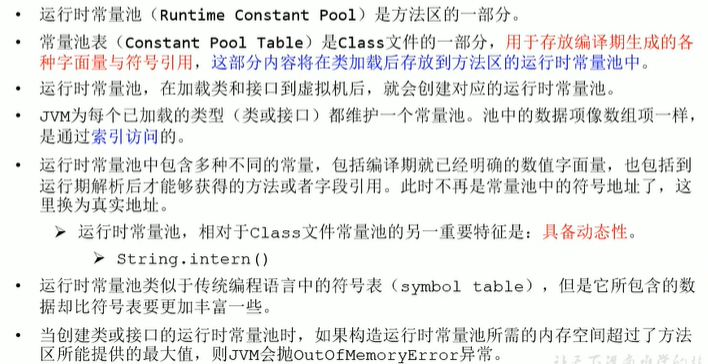 • 运行时常量池（Runtime Constant Pool）是方法区的一部分。
• 常量池表（Constant Pool Table）是Class文件的一部分，用于存放编译期生成的各
种字面量与符号引用，这部分内容将在类加载后存放到方法区的运行时常量池中。
• 运行时常量池，在加载类和接口到虚拟机后，就会创建对应的运行时常量池。
• JVM为每个已加载的类型（类或接口）都维护一个常量池。池中的数据项像数组项一样，
是通过索引访问的。
• 运行时常量池中包含多种不同的常量，包括编译期就已经明确的数值字面量，也包括到
运行期解析后才能够获得的方法或者字段引用。此时不再是常量池中的符号地址了，这
里换为真实地址。
➢ 运行时常量池，相对于Class文件常量池的另一重要特征是：具备动态性。
➢ String.intern()
• 运行时常量池类似于传统编程语言中的符号表（symbol table），但是它所包含的数
据却比符号表要更加丰富一些。
• 当创建类或接口的运行时常量池时，如果构造运行时常量池所需的内存空间超过了方法
区所能提供的最大值，则JVM会抛OutOfMemoryError异常。